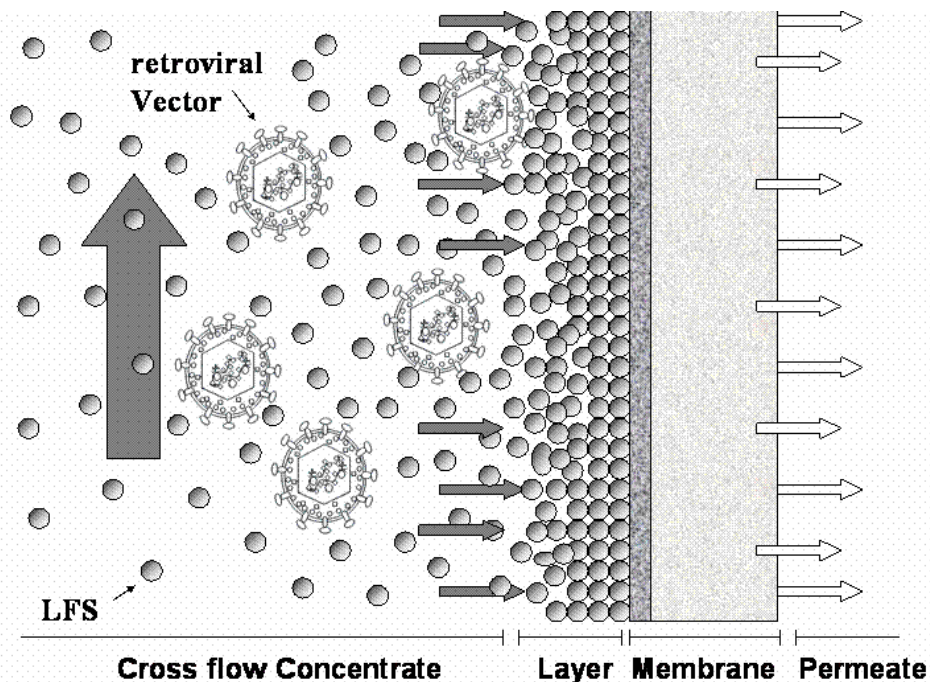 retroviral
Vector
LFS
Cross flow Concentrate Layer Membrane Permeate